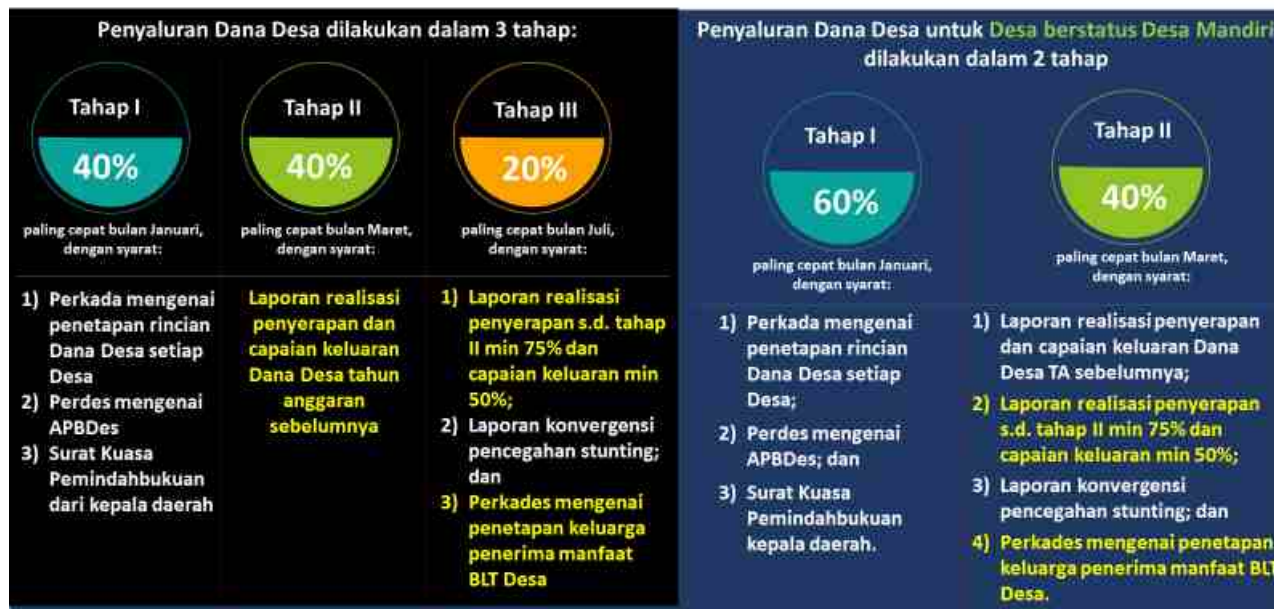 Penyaluran Dana Desa dilakukan dalam 3 tahap:
Tahap I
40%
paling cepat bulan Januari,
dengan syarat:
1) Perkada mengenai
penetapan rincian
Dana Desa setiap
Desa
2) Perdes mengenai
APBDes
3) Surat Kuasa
Pemindahbukuan
dari kepala daerah
Tahap II
40%
paling cepat bulan Maret,
dengan syarat:
Laporan realisasi
penyerapan dan
capaian keluaran
Dana Desa tahun
anggaran
sebelumnya
Tahap III
20%
paling cepat bulan Juli,
dengan syarat:
1) Laporan realisasi
penyerapan s.d. tahap
II min 75% dan
capaian keluaran min
50%;
2) Laporan konvergensi
pencegahan stunting;
dan
3) Perkades mengenai
penetapan keluarga
penerima manfaat
BLT Desa
Penyaluran Dana Desa untuk Desa berstatus Desa Mandiri
dilakukan dalam 2 tahap
Tahap I
60%
paling cepat bulan Januari,
dengan syarat:
1) Perkada mengenai
penetapan rincian
Dana Desa setiap
Desa;
2) Perdes mengenai
APBDes; dan
3) Surat Kuasa
Pemindahbukuan
kepala daerah.
Tahap II
40%
paling cepat bulan Maret,
dengan syarat:
1) Laporan realisasi penyerapan
dan capaian keluaran Dana
Desa TA sebelumnya;
2) Laporan realisasi penyerapan
s.d. tahap II min 75% dan
capaian keluaran min 50%;
3) Laporan konvergensi
pencegahan stunting; dan
4) Perkades mengenai penetapan
keluarga penerima manfaat BLT
Desa.